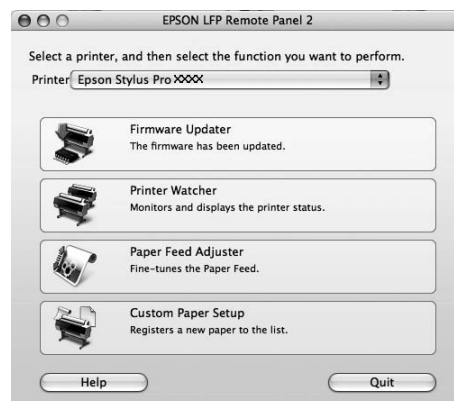 EPSON LFP Remote Panel 2
Select a printer, and then select the function you want to perform.
Printer Epson Stylus Pro XXXX
Firmware Updater
The firmware has been updated.
Printer Watcher
Monitors and displays the printer status.
Paper Feed Adjuster
Fine-tunes the Paper Feed.
Custom Paper Setup
Registers a new paper to the list.
Help Quit